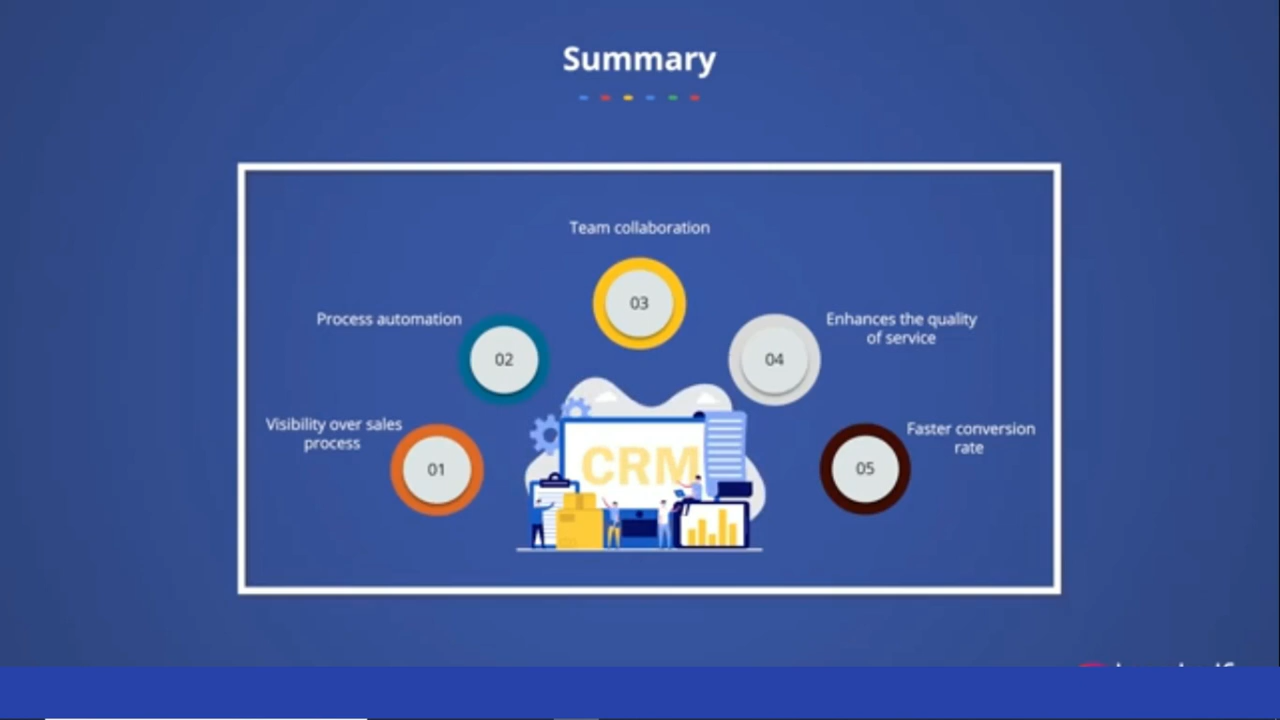 Summary
Team collaboration
03
Process automation
02
Enhances the quality
of service
04
Visibility over sales
process
01
CRM
Faster conversion
rate
05